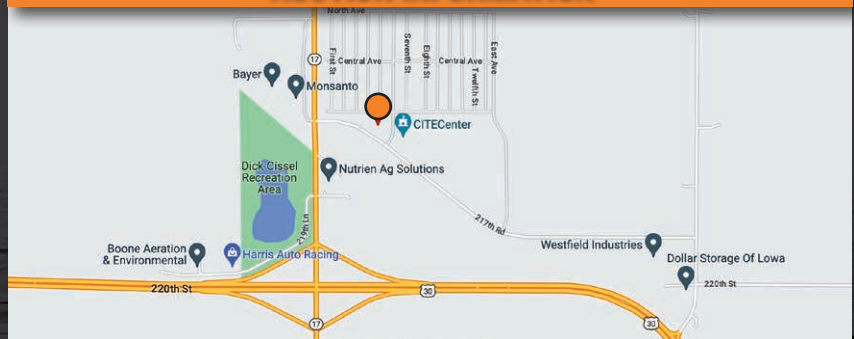 North Ave
17
First St
Central Ave
Seventh St
Eighth St
Central Ave
Twelfth St
East Ave
Bayer
Monsanto
CITECenter
Dick Cissel
Recreation
Area
Nutrien Ag Solutions
219th Ln
217th Rd
Westfield Industries
Boone Aeration
& Environmental
Harris Auto Racing
Dollar Storage Of Lowa
220th St
30
220th St
17
30